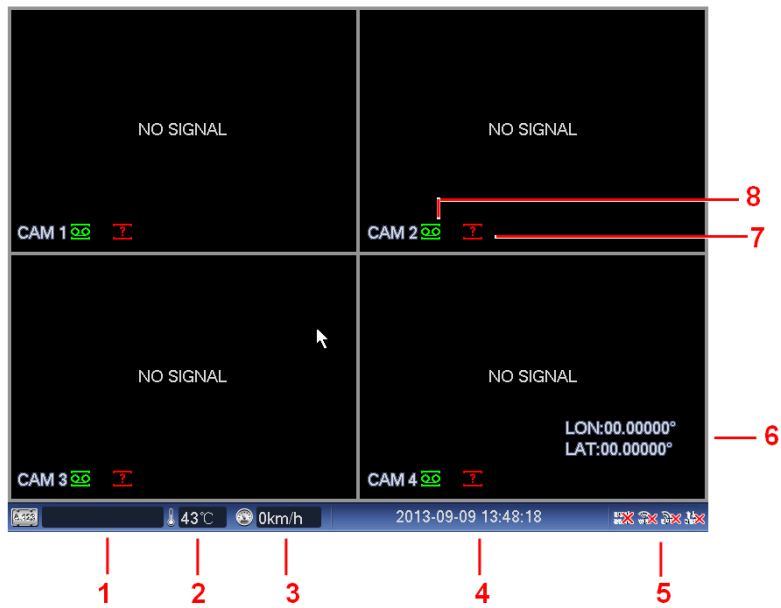 NO SIGNAL
NO SIGNAL
8
CAM 1 ?
CAM 2 ?
7
NO SIGNAL
NO SIGNAL
LON:00.00000°
LAT:00.00000°
6
CAM 3 ?
CAM 4 ?
43℃
0km/h
2013-09-09 13:48:18
1
2
3
4
5